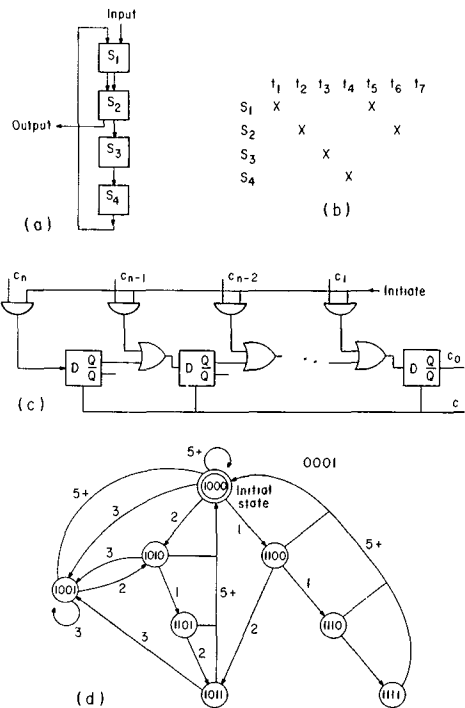 Input
S1
S2
Output
S3
S4
(a)
t1 t2 t3 t4 t5 t6 t7
S1 X X
S2 X X
S3 X
S4 X
(b)
cn cn-1 cn-2 c1
Initiate
D Q Q
D Q Q
. .
D Q Q
c0
c
(c)
5+
0001
1000
Initial
state
5+
3
2
1
5+
3
1010
1100
1001
2
3
1
5+
2
1
1101
1110
2
3
1011
1111
(d)